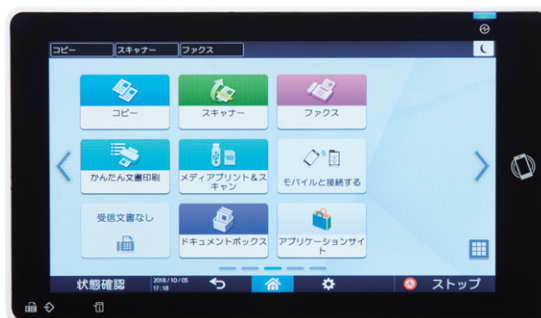 コピー
スキャナー
ファクス
コピー
スキャナー
ファクス
かんたん文書印刷
メディアプリント&ス
キャン
モバイルと接続する
受信文書なし
ドキュメントボックス
アプリケーションサイ
ト
状態確認
2018/10/05
17:18
ストップ